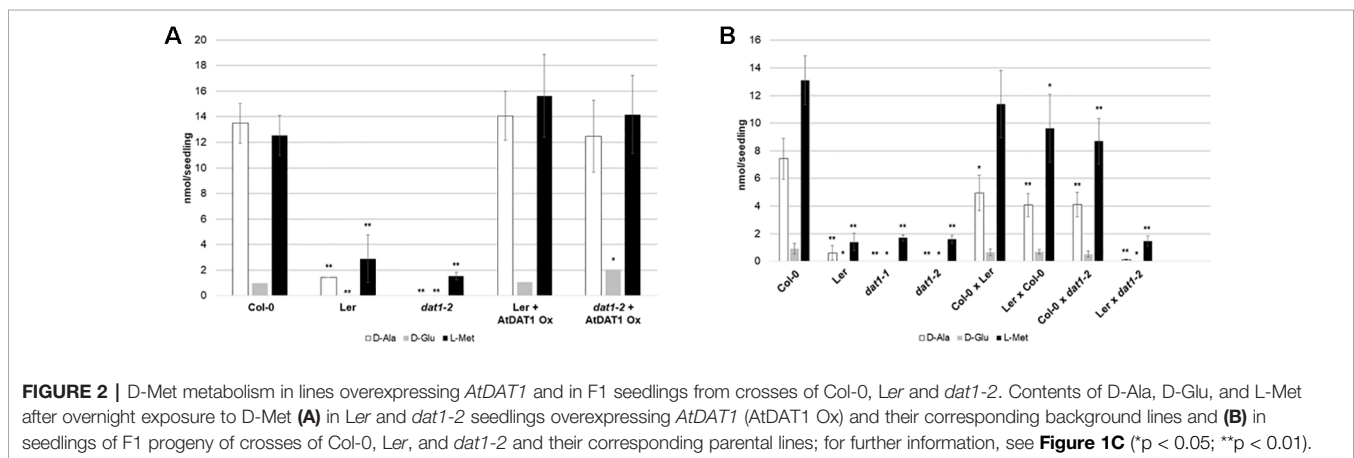 A
B
nmol/seedling
20
18
16
14
12
10
8
6
4
2
0
**
**
**
** **
**
*
Col-0
Ler
dat1-2
Ler +
AtDAT1 Ox
dat1-2 +
AtDAT1 Ox
D-Ala D-Glu L-Met
nmol/seedling
16
14
12
10
8
6
4
2
0
**
*
**
** *
**
** *
**
*
**
*
**
**
**
*
**
Col-0
Ler
dat1-1
dat1-2
Col-0 x Ler
Ler x Col-0
Col-0 x dat1-2
Ler x dat1-2
D-Ala D-Glu L-Met
FIGURE 2 | D-Met metabolism in lines overexpressing AtDAT1 and in F1 seedlings from crosses of Col-0, Ler and dat1-2. Contents of D-Ala, D-Glu, and L-Met
after overnight exposure to D-Met (A) in Ler and dat1-2 seedlings overexpressing AtDAT1 (AtDAT1 Ox) and their corresponding background lines and (B) in
seedlings of F1 progeny of crosses of Col-0, Ler, and dat1-2 and their corresponding parental lines; for further information, see Figure 1C (*p < 0.05; **p < 0.01).